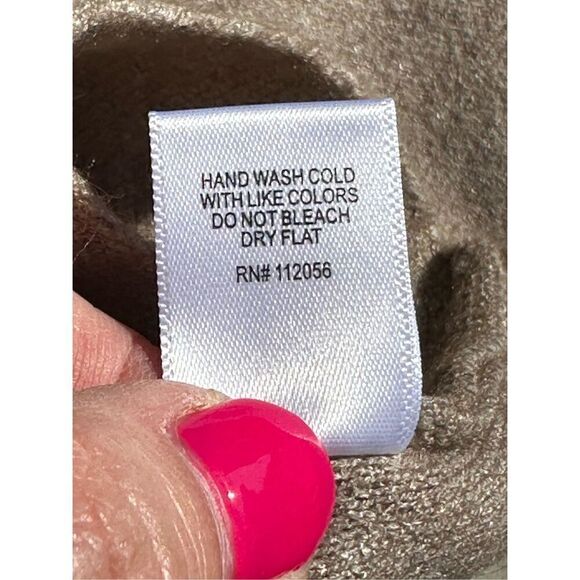 HAND WASH COLD
WITH LIKE COLORS
DO NOT BLEACH
DRY FLAT
RN# 112056